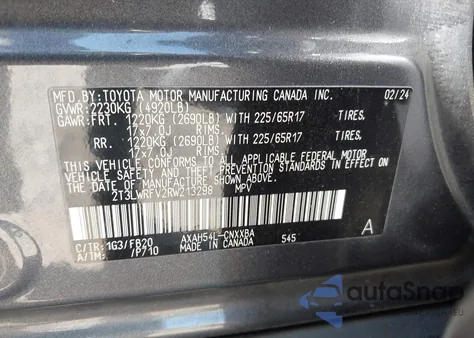 MFD.BY:TOYOTA MOTOR MANUFACTURING CANADA INC. 02/24
GVWR:2230KG (4920LB)
GAWR:FRT 1220KG (2690LB) WITH 225/65R17 TIRES,
17x7.0J RIMS,
RR. 1220KG (2690LB) WITH 225/65R17 TIRES,
17x7.0J RIMS,
THIS VEHICLE CONFORMS TO ALL APPLICABLE FEDERAL MOTOR
VEHICLE SAFETY AND THEFT PREVENTION STANDARDS IN EFFECT
ON THE DATE OF MANUFACTURE SHOWN ABOVE.
2T3LWRFV2RW213298 MPV
C/TR:1G3/FB20 AXAH54L-CNXXBA 545 A
A/TM: /P710 MADE IN CANADA
autoSnap